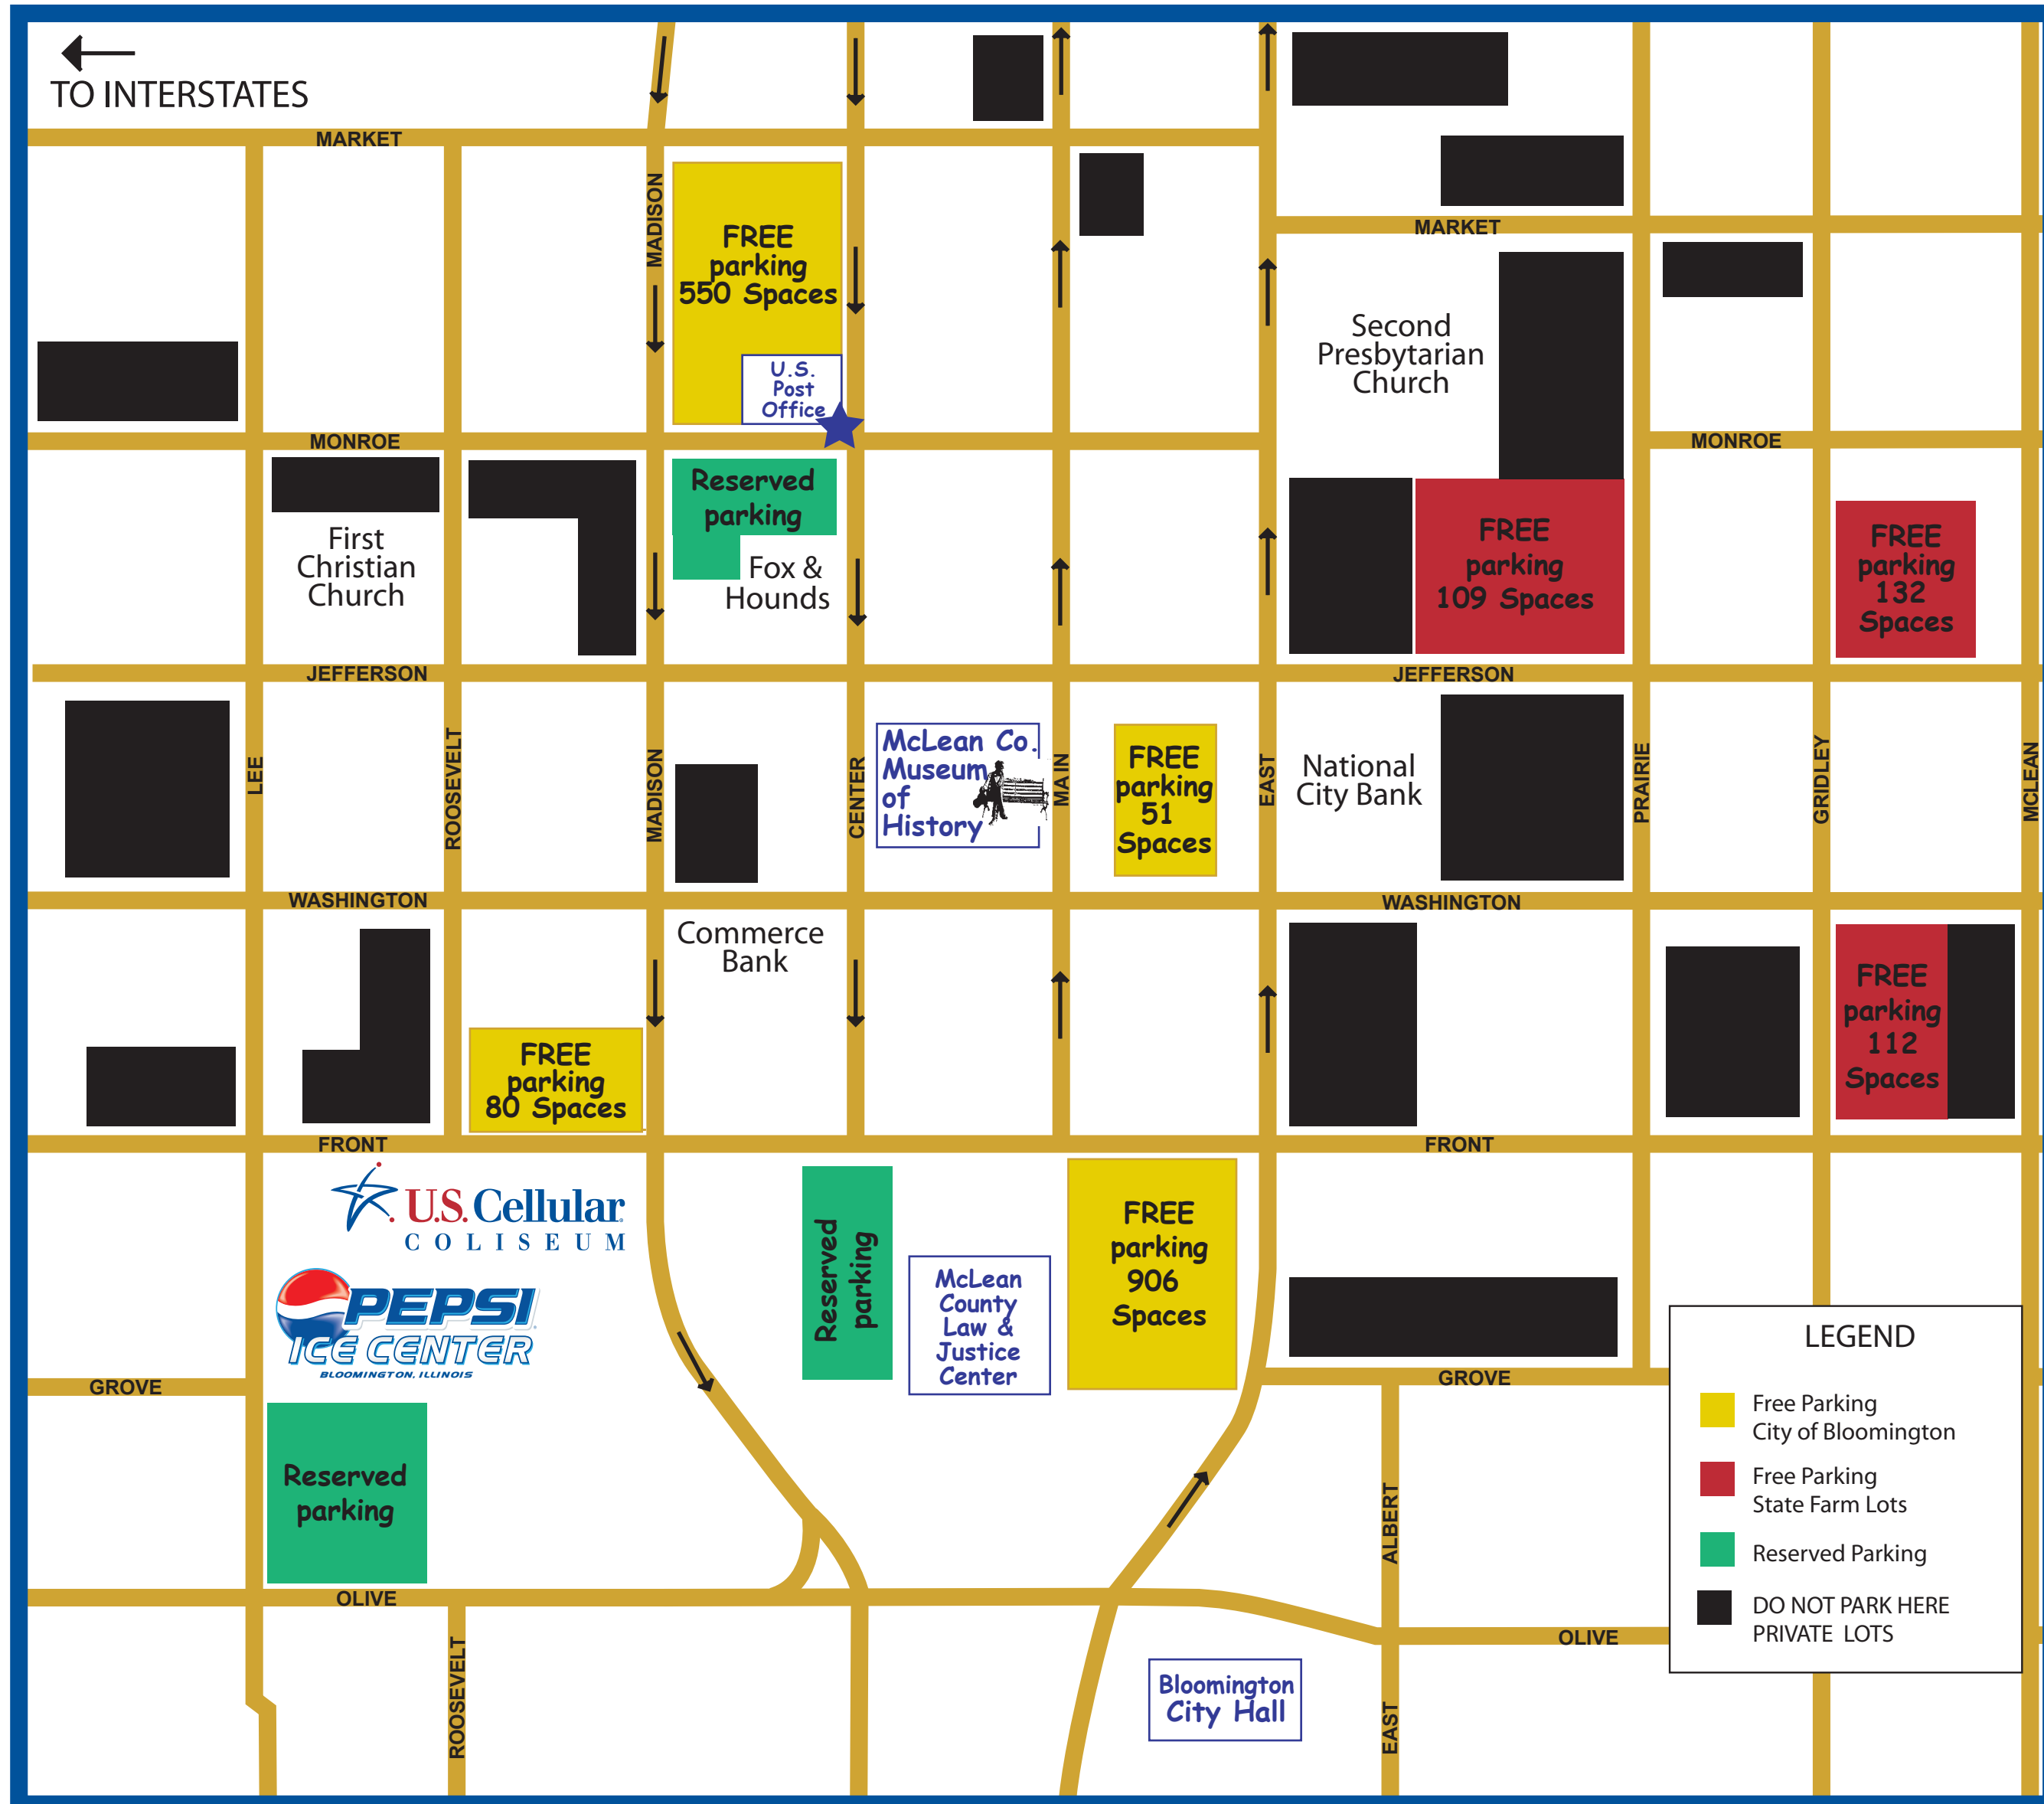 TO INTERSTATES
MARKET
MADISON
FREE
parking
550 Spaces
U.S.
Post
Office
MARKET
Second
Presbytarian
Church
MONROE
MONROE
First
Christian
Church
Reserved
parking
Fox &
Hounds
FREE
parking
109 Spaces
FREE
parking
132
Spaces
JEFFERSON
JEFFERSON
LEE
ROOSEVELT
MADISON
CENTER
McLean Co.
Museum
of
History
MAIN
FREE
parking
51
Spaces
EAST
National
City Bank
PRAIRIE
GRIDLEY
MCLEAN
WASHINGTON
WASHINGTON
Commerce
Bank
FREE
parking
80 Spaces
FREE
parking
112
Spaces
FRONT
FRONT
U.S. Cellular
COLISEUM
PEPSI
ICE CENTER
BLOOMINGTON, ILLINOIS
Reserved
parking
McLean
County
Law &
Justice
Center
FREE
parking
906
Spaces
GROVE
GROVE
Reserved
parking
ALBERT
OLIVE
OLIVE
ROOSEVELT
Bloomington
City Hall
EAST
LEGEND
Free Parking
City of Bloomington
Free Parking
State Farm Lots
Reserved Parking
DO NOT PARK HERE
PRIVATE LOTS